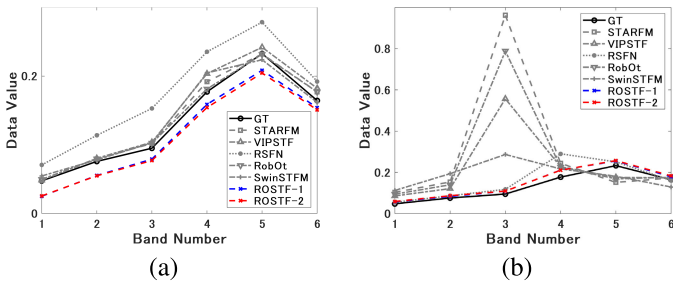 Data Value
0.2
0
1 2 3 4 5 6
Band Number
GT
STARFM
VIPSTF
RSFN
RobOt
SwinSTFM
ROSTF-1
ROSTF-2
(a)
Data Value
0.8
0.6
0.4
0.2
0
1 2 3 4 5 6
Band Number
GT
STARFM
VIPSTF
RSFN
RobOt
SwinSTFM
ROSTF-1
ROSTF-2
(b)